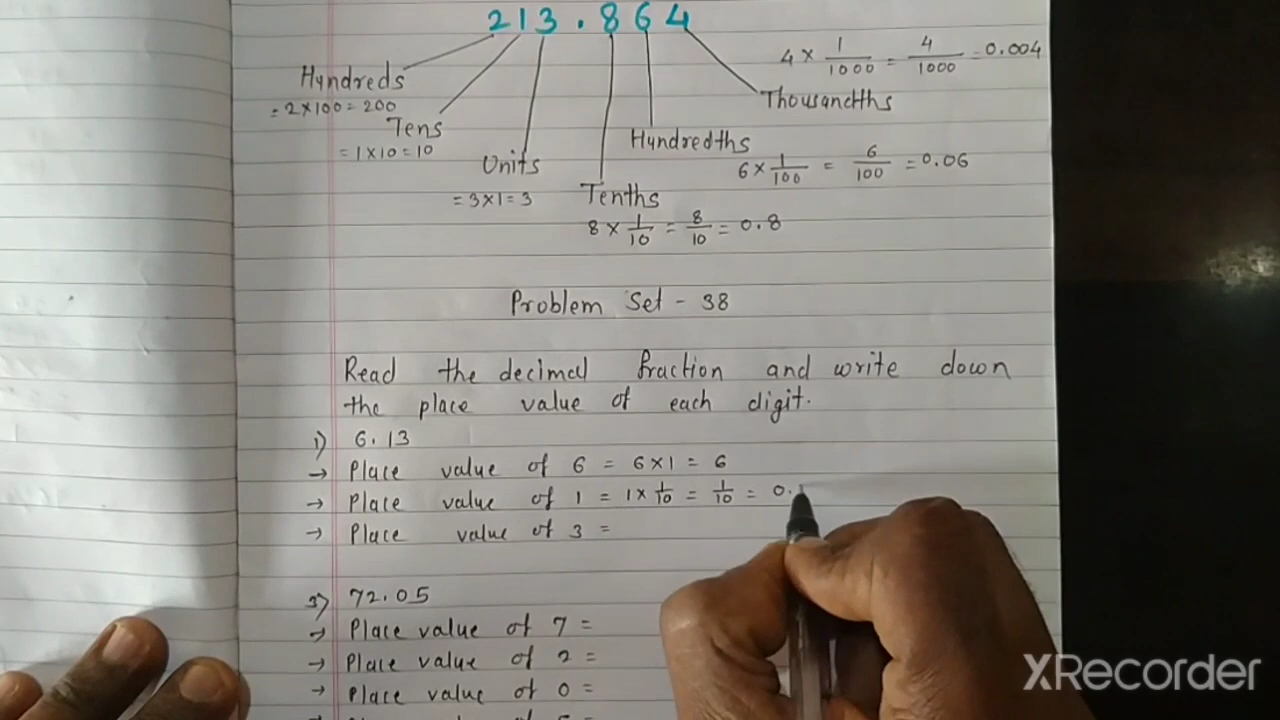 213.864
4 × 1/1000 = 4/1000 = 0.004
Hundreds
= 2×100 = 200
Thousandths
Tens
= 1×10 = 10
Hundredths
6 × 1/100 = 6/100 = 0.06
Units
= 3×1 = 3
Tenths
8 × 1/10 = 8/10 = 0.8
Problem Set - 38
Read the decimal fraction and write down
the place value of each digit.
1) 6.13
→ Place value of 6 = 6×1 = 6
→ Place value of 1 = 1× 1/10 = 1/10 = 0.
→ Place value of 3 =
3) 72.05
→ Place value of 7 =
→ Place value of 2 =
→ Place value of 0 =
XRecorder